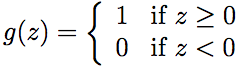 g(z) = { 1 if z ≥ 0
0 if z < 0